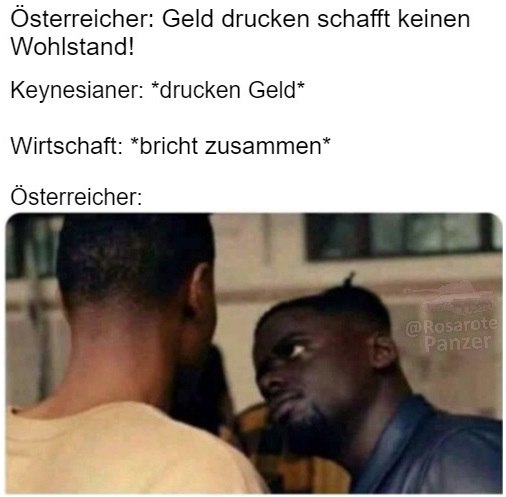 Österreicher: Geld drucken schafft keinen
Wohlstand!
Keynesianer: *drucken Geld*
Wirtschaft: *bricht zusammen*
Österreicher:
@Rosarote
Panzer